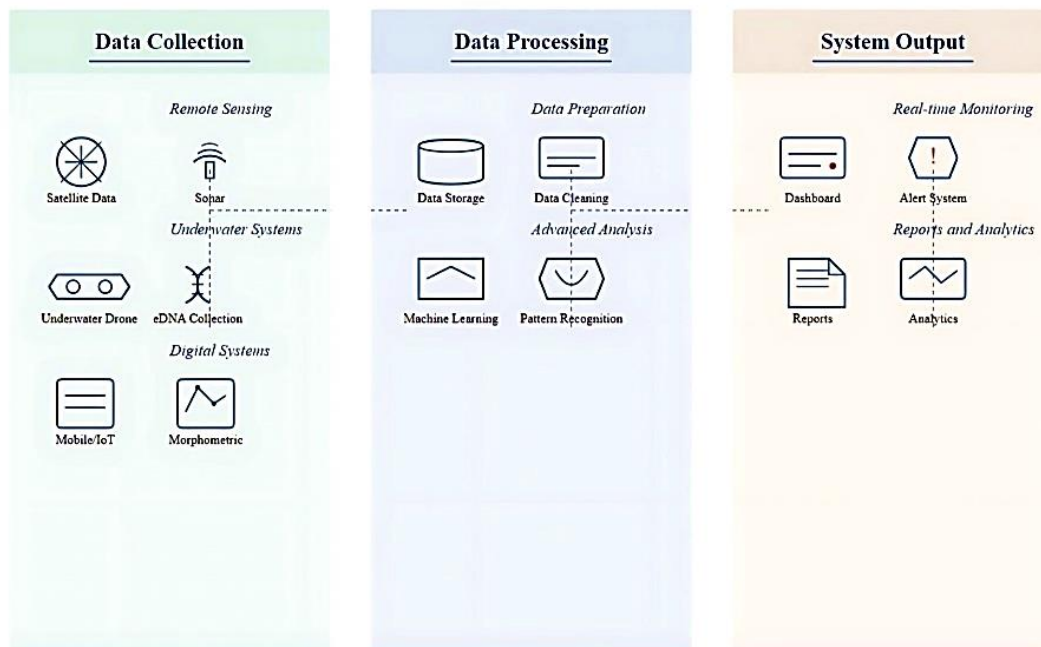 Data Collection
Remote Sensing
Satellite Data
Sonar
Underwater Systems
Underwater Drone
eDNA Collection
Digital Systems
Mobile/IoT
Morphometric
Data Processing
Data Preparation
Data Storage
Data Cleaning
Advanced Analysis
Machine Learning
Pattern Recognition
System Output
Real-time Monitoring
!
Dashboard
Alert System
Reports and Analytics
Reports
Analytics